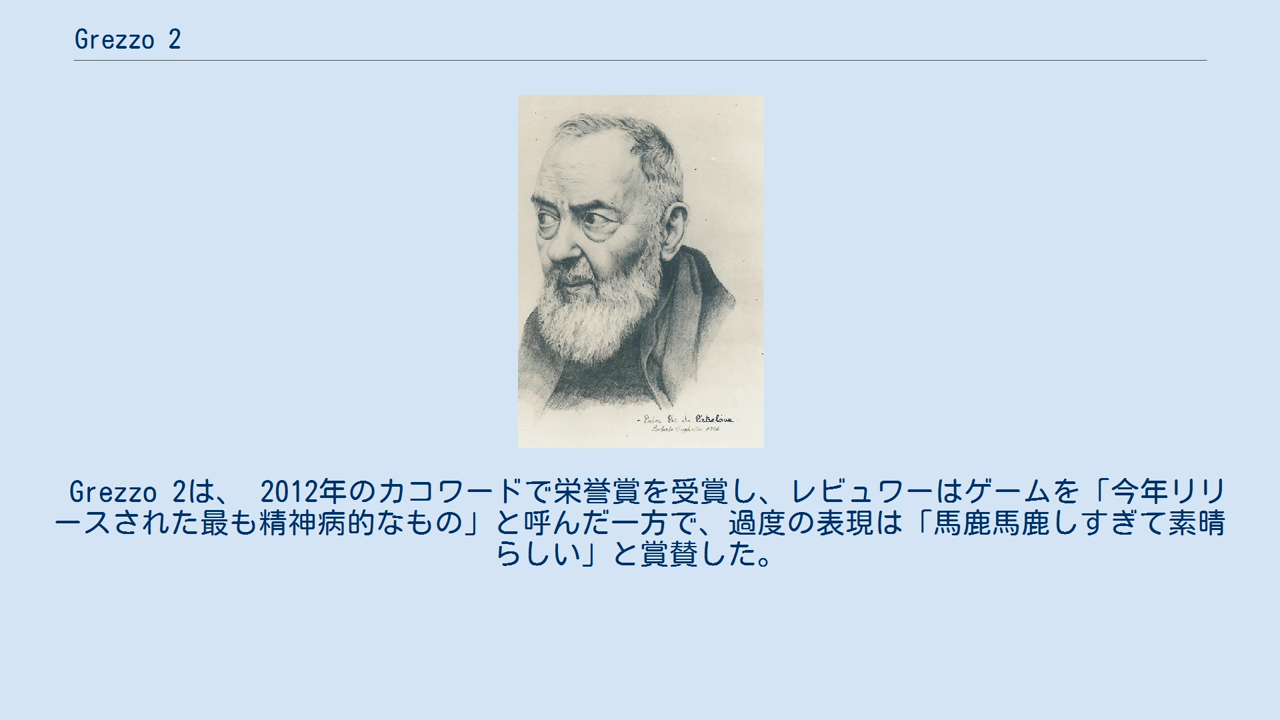 Grezzo 2
- Padre Pio da Pietrelcina
Grezzo 2は、 2012年のカコワードで栄誉賞を受賞し、レビュワーはゲームを「今年リリ
ースされた最も精神病的なもの」と呼んだ一方で、過度の表現は「馬鹿馬鹿しすぎて素晴
らしい」と賞賛した。